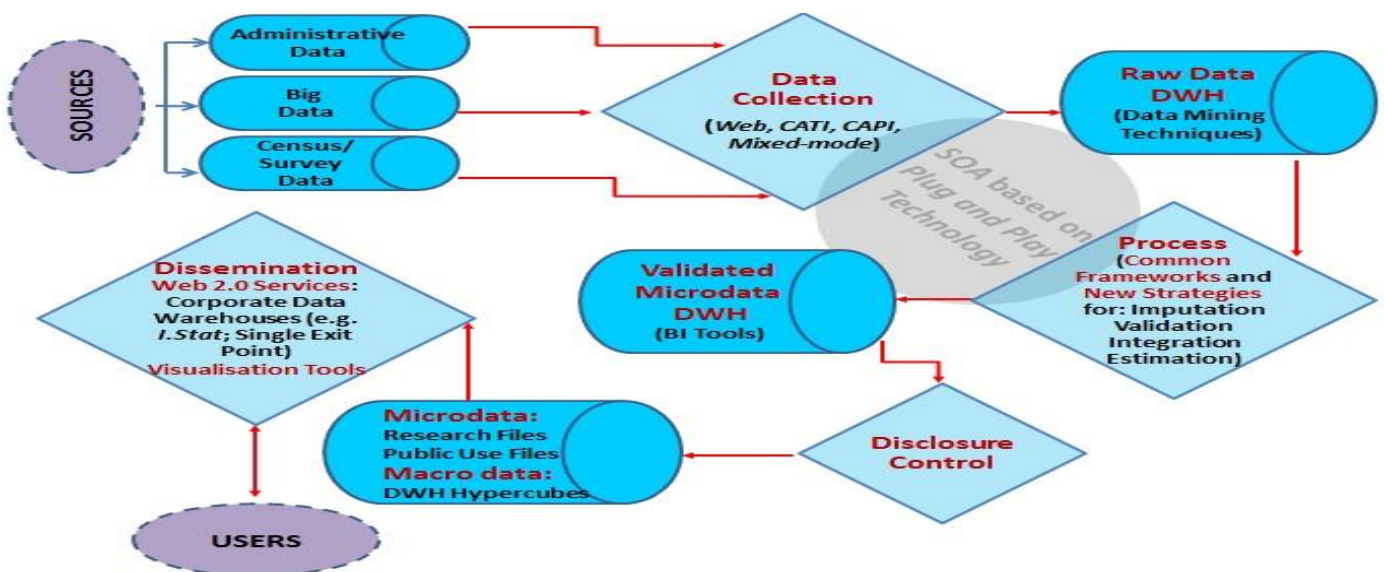 SOURCES
Administrative
Data
Big
Data
Census/
Survey
Data
Data
Collection
(Web, CATI, CAPI,
Mixed-mode)
Raw Data
DWH
(Data Mining
Techniques)
SOA based on
Plug and Play
Technology
Process
(Common
Frameworks and
New Strategies
for: Imputation
Validation
Integration
Estimation)
Validated
Microdata
DWH
(BI Tools)
Disclosure
Control
Microdata:
Research Files
Public Use Files
Macro data:
DWH Hypercubes
Dissemination
Web 2.0 Services:
Corporate Data
Warehouses (e.g.
I.Stat; Single Exit
Point)
Visualisation Tools
USERS